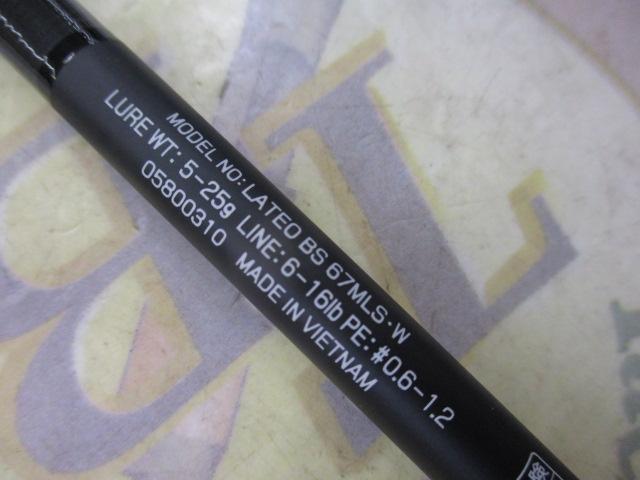 MODEL NO: LATEO BS 67MLS·W
LURE WT: 5-25g LINE: 6-16lb PE: #0.6-1.2
05800310 MADE IN VIETNAM